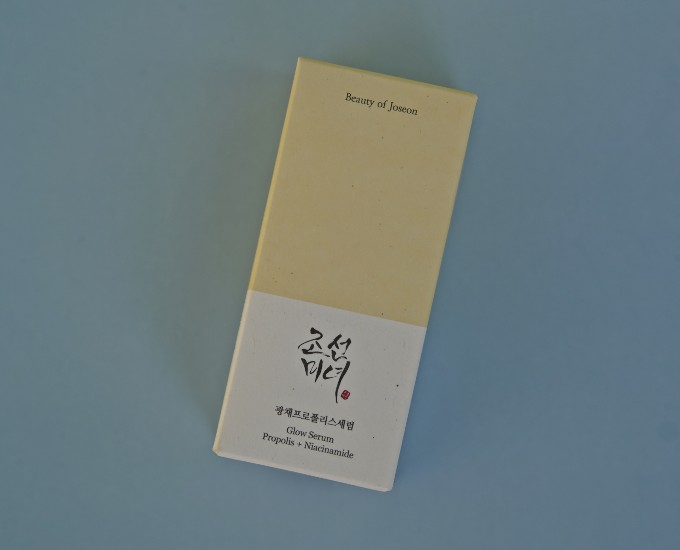 Beauty of Joseon
조선
미녀
광채프로폴리스세럼
Glow Serum
Propolis + Niacinamide